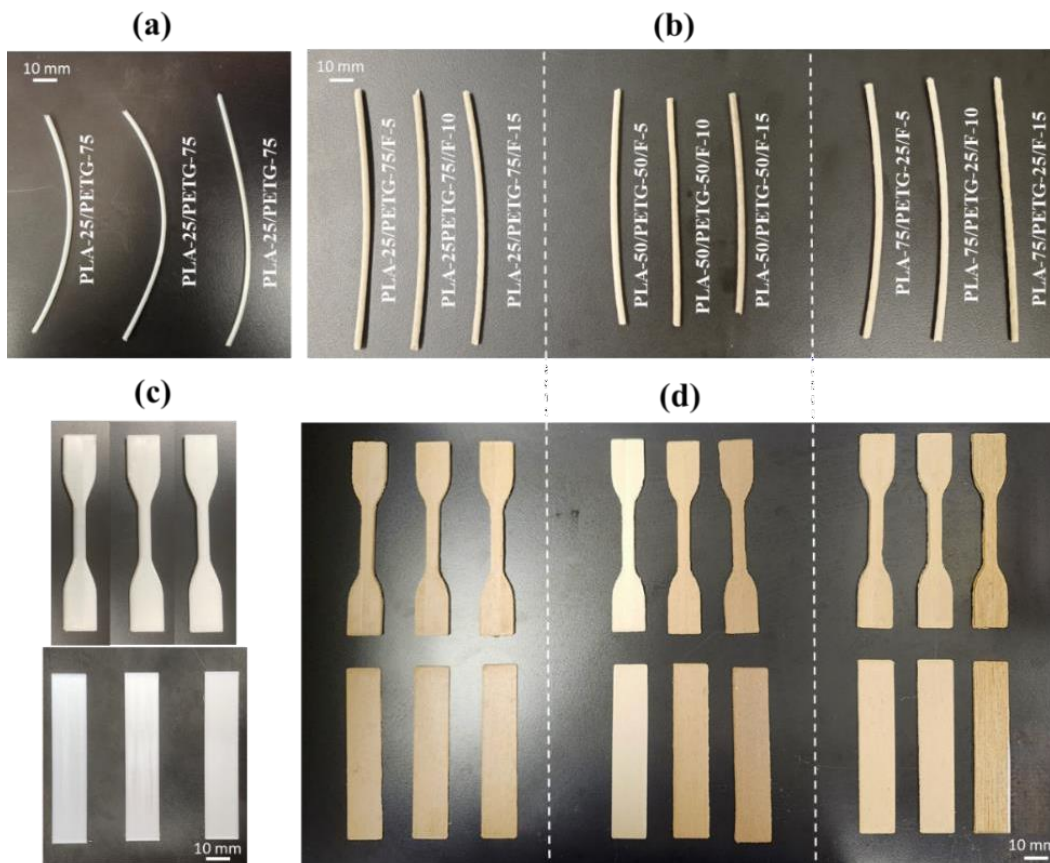 (a)
(b)
10 mm
PLA-25/PETG-75
PLA-25/PETG-75
PLA-25/PETG-75
10 mm
PLA-25/PETG-75/F-5
PLA-25PETG-75//F-10
PLA-25/PETG-75/F-15
PLA-50/PETG-50/F-5
PLA-50/PETG-50/F-10
PLA-50/PETG-50/F-15
PLA-75/PETG-25/F-5
PLA-75/PETG-25/F-10
PLA-75/PETG-25/F-15
(c)
(d)
10 mm
10 mm